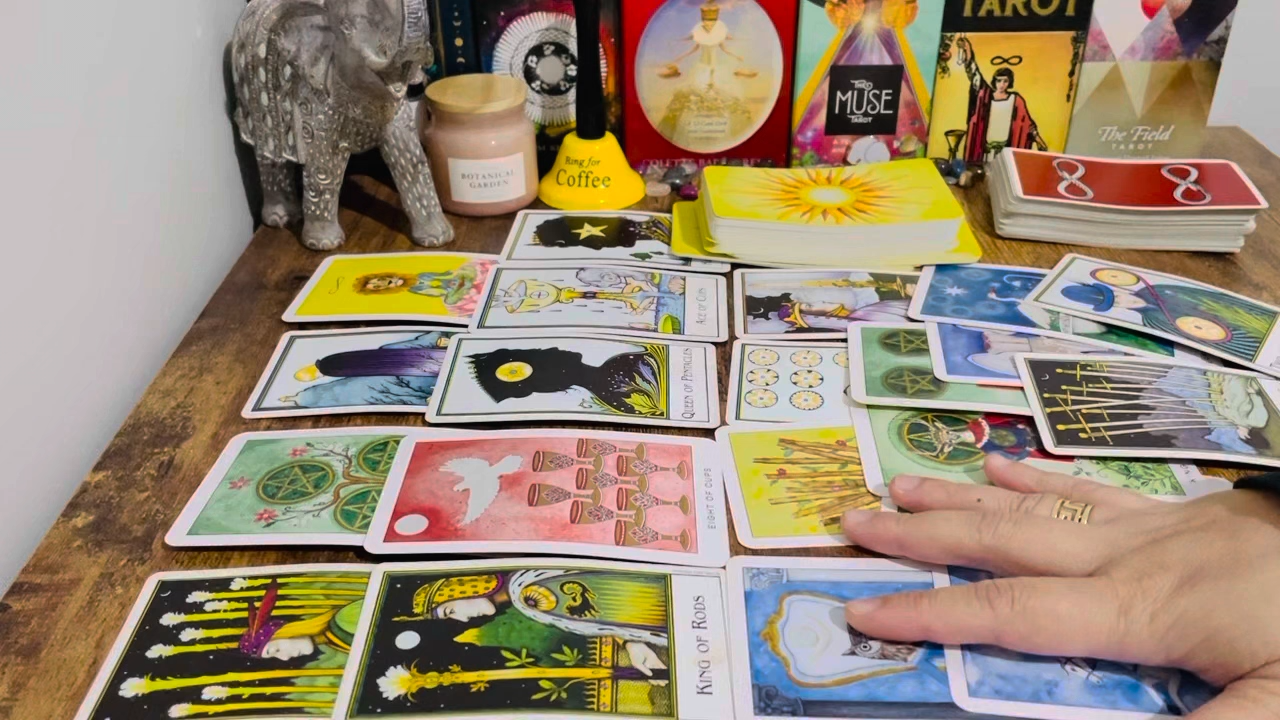 TAROT
THE
MUSE
TAROT
The Field
TAROT
BOTANICAL
GARDEN
Ring for
Coffee
ACE OF CUPS
QUEEN OF PENTACLES
EIGHT OF CUPS
KING OF RODS